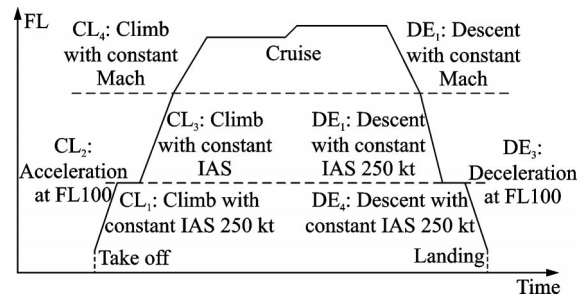 FL
CL₄: Climb
with constant
Mach
Cruise
DE₁: Descent
with constant
Mach
CL₃: Climb
with constant
IAS
DE₁: Descent
with constant
IAS 250 kt
CL₂:
Acceleration
at FL100
DE₃:
Deceleration
at FL100
CL₁: Climb with
constant IAS 250 kt
DE₄: Descent with
constant IAS 250 kt
Take off
Landing
Time